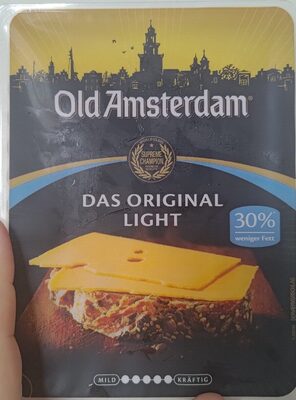 Old Amsterdam®
SUPREME
CHAMPION
DAS ORIGINAL
LIGHT
30%
weniger Fett
MILD
KRÄFTIG